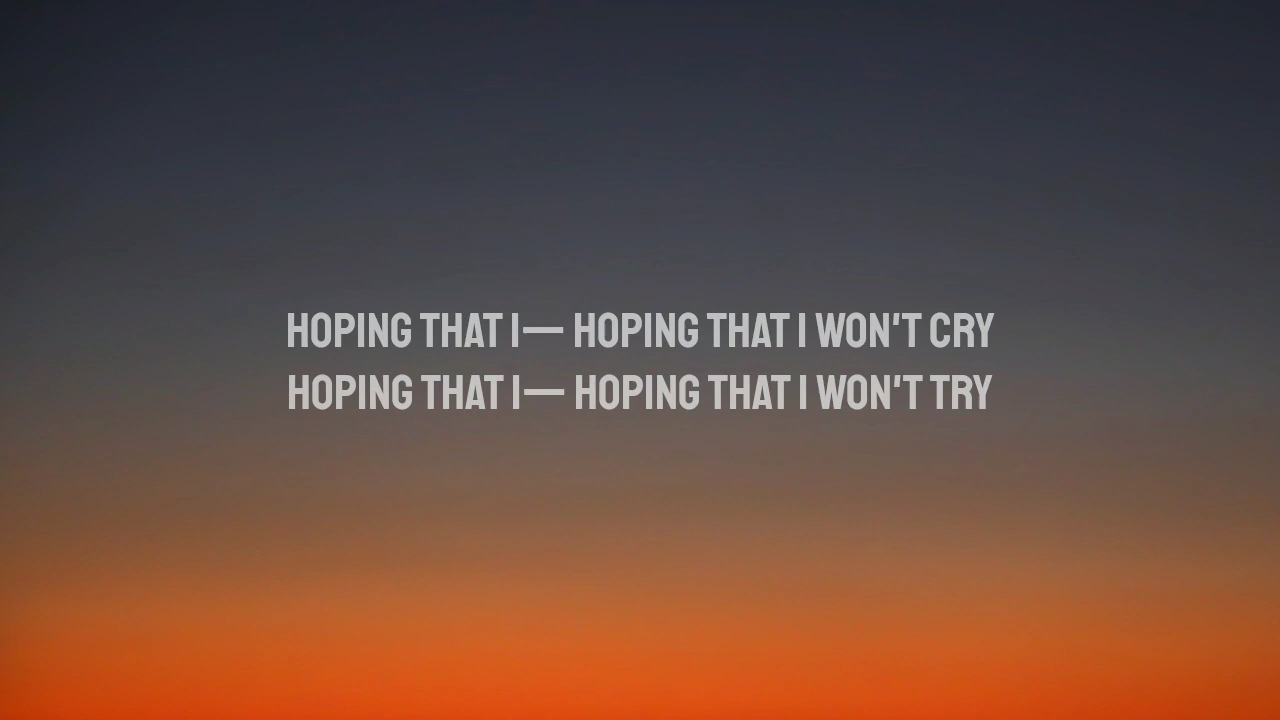 HOPING THAT I— HOPING THAT I WON'T CRY
HOPING THAT I— HOPING THAT I WON'T TRY